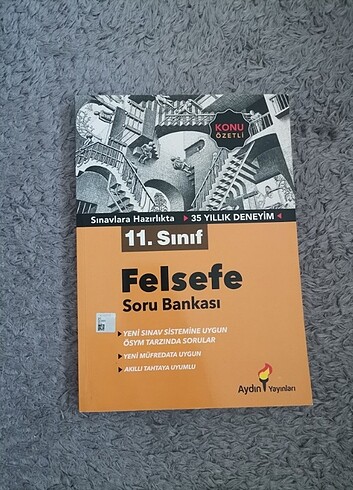 KONU
ÖZETLİ
Sınavlara Hazırlıkta ▸ 35 YILLIK DENEYİM ◂
11. Sınıf
Felsefe
Soru Bankası
YENİ SINAV SİSTEMİNE UYGUN
ÖSYM TARZINDA SORULAR
YENİ MÜFREDATA UYGUN
AKILLI TAHTAYA UYUMLU
Aydın Yayınları